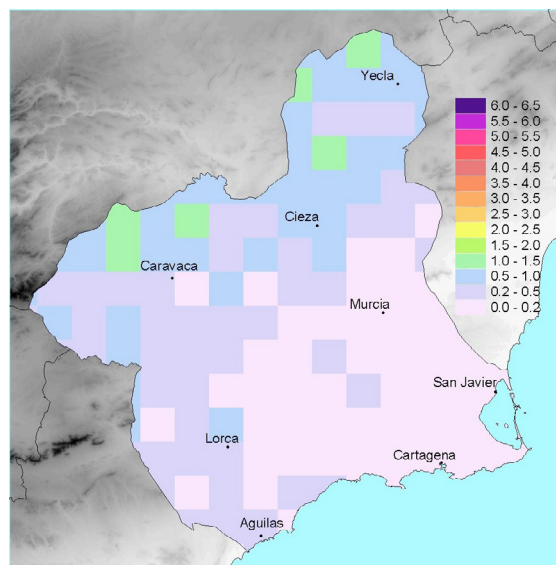 Yecla
6.0 - 6.5
5.5 - 6.0
5.0 - 5.5
4.5 - 5.0
4.0 - 4.5
3.5 - 4.0
3.0 - 3.5
2.5 - 3.0
2.0 - 2.5
1.5 - 2.0
1.0 - 1.5
0.5 - 1.0
0.2 - 0.5
0.0 - 0.2
Cieza
Caravaca
Murcia
San Javier
Lorca
Cartagena
Aguilas